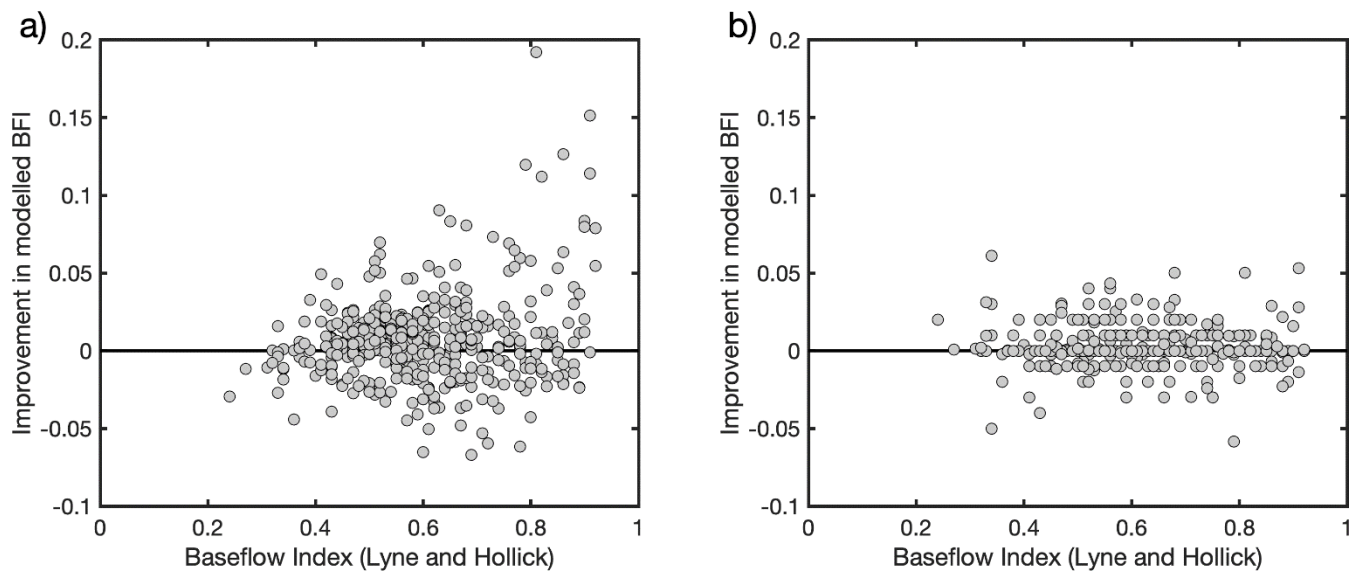 a)
Improvement in modelled BFI
0.2
0.15
0.1
0.05
0
-0.05
-0.1
0 0.2 0.4 0.6 0.8 1
Baseflow Index (Lyne and Hollick)
b)
Improvement in modelled BFI
0.2
0.15
0.1
0.05
0
-0.05
-0.1
0 0.2 0.4 0.6 0.8 1
Baseflow Index (Lyne and Hollick)